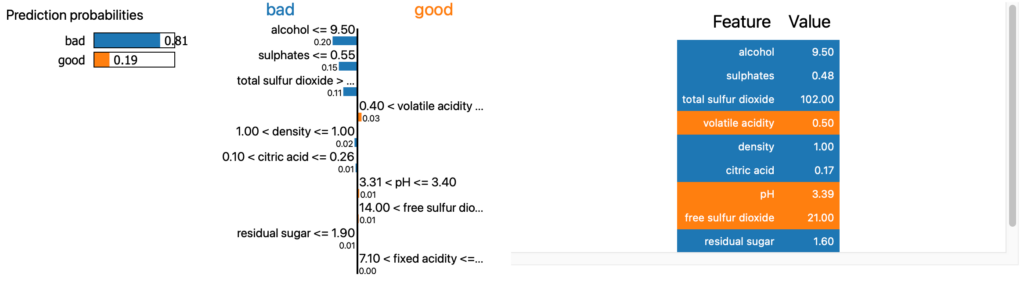 Prediction probabilities
bad 0.81
good 0.19
bad good
alcohol <= 9.50
0.20
sulphates <= 0.55
0.15
total sulfur dioxide > ...
0.11
0.40 < volatile acidity ...
0.03
1.00 < density <= 1.00
0.02
0.10 < citric acid <= 0.26
0.01
3.31 < pH <= 3.40
0.01
14.00 < free sulfur dio...
0.01
residual sugar <= 1.90
0.01
7.10 < fixed acidity <=...
0.00
Feature Value
alcohol 9.50
sulphates 0.48
total sulfur dioxide 102.00
volatile acidity 0.50
density 1.00
citric acid 0.17
pH 3.39
free sulfur dioxide 21.00
residual sugar 1.60